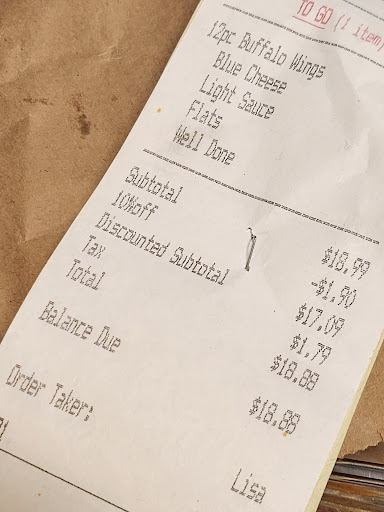 TO GO (1 item)
12pc Buffalo Wings
Blue Cheese
Light Sauce
Flats
Well Done
Subtotal $18.99
10%off -$1.90
Discounted Subtotal $17.09
Tax $1.79
Total $18.88
Balance Due $18.88
Order Taker: Lisa